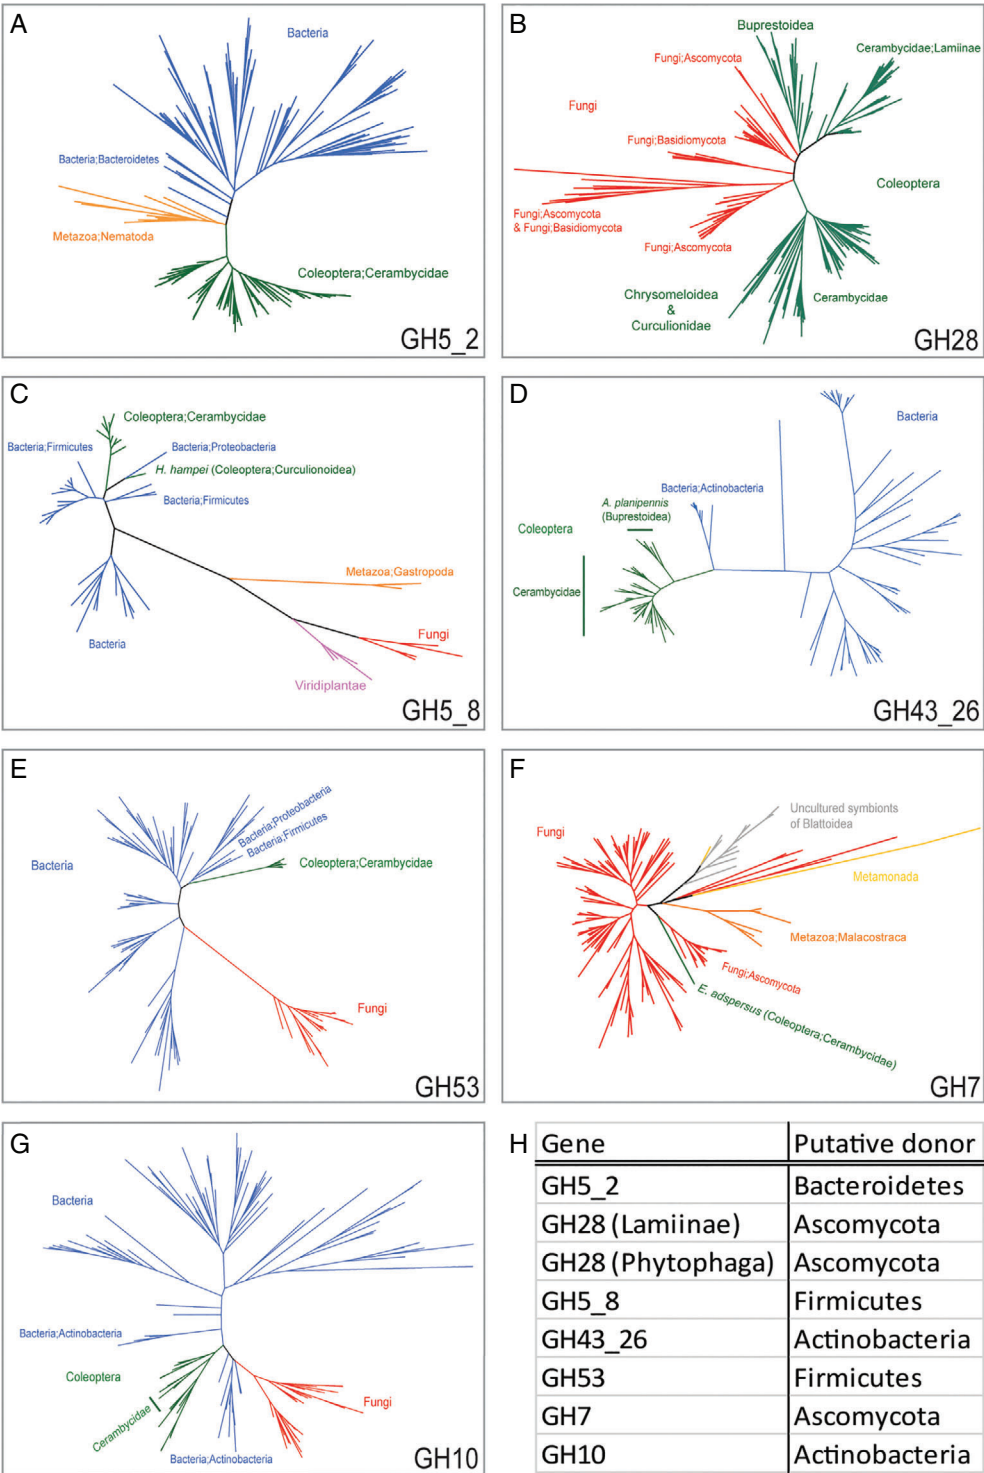 A
Bacteria
Bacteria;Bacteroidetes
Metazoa;Nematoda
Coleoptera;Cerambycidae
GH5_2
B
Buprestoidea
Cerambycidae;Lamiinae
Fungi;Ascomycota
Fungi
Fungi;Basidiomycota
Coleoptera
Fungi;Ascomycota
& Fungi;Basidiomycota
Fungi;Ascomycota
Chrysomeloidea
&
Curculionidae
Cerambycidae
GH28
C
Coleoptera;Cerambycidae
Bacteria;Firmicutes
Bacteria;Proteobacteria
H. hampei (Coleoptera;Curculionoidea)
Bacteria;Firmicutes
Metazoa;Gastropoda
Fungi
Bacteria
Viridiplantae
GH5_8
D
Bacteria
Bacteria;Actinobacteria
A. planipennis
(Buprestoidea)
Coleoptera
Cerambycidae
GH43_26
E
Bacteria;Proteobacteria
Bacteria;Firmicutes
Bacteria
Coleoptera;Cerambycidae
Fungi
GH53
F
Uncultured symbionts
of Blattoidea
Fungi
Metamonada
Metazoa;Malacostraca
Fungi;Ascomycota
E. adspersus (Coleoptera;Cerambycidae)
GH7
G
Bacteria
Bacteria;Actinobacteria
Coleoptera
Cerambycidae
Fungi
Bacteria;Actinobacteria
GH10
H
Gene Putative donor
GH5_2 Bacteroidetes
GH28 (Lamiinae) Ascomycota
GH28 (Phytophaga) Ascomycota
GH5_8 Firmicutes
GH43_26 Actinobacteria
GH53 Firmicutes
GH7 Ascomycota
GH10 Actinobacteria